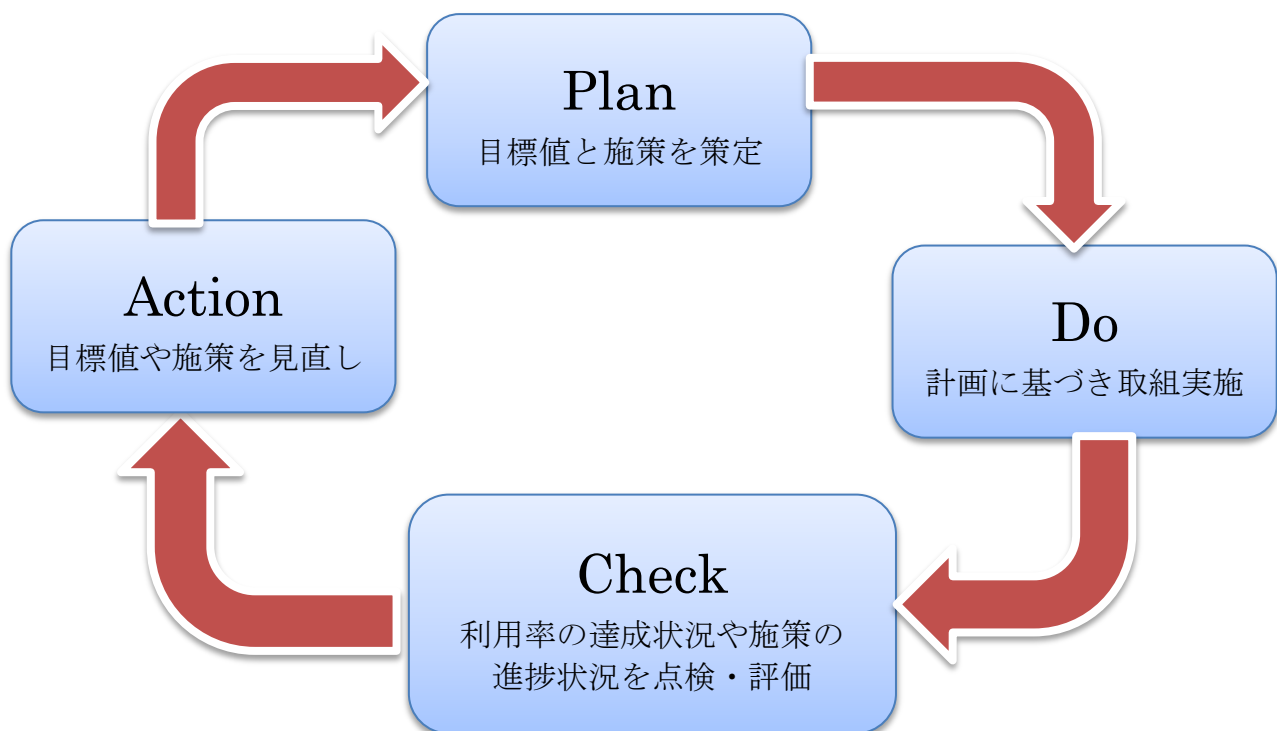 Plan
目標値と施策を策定
Do
計画に基づき取組実施
Check
利用率の達成状況や施策の
進捗状況を点検・評価
Action
目標値や施策を見直し